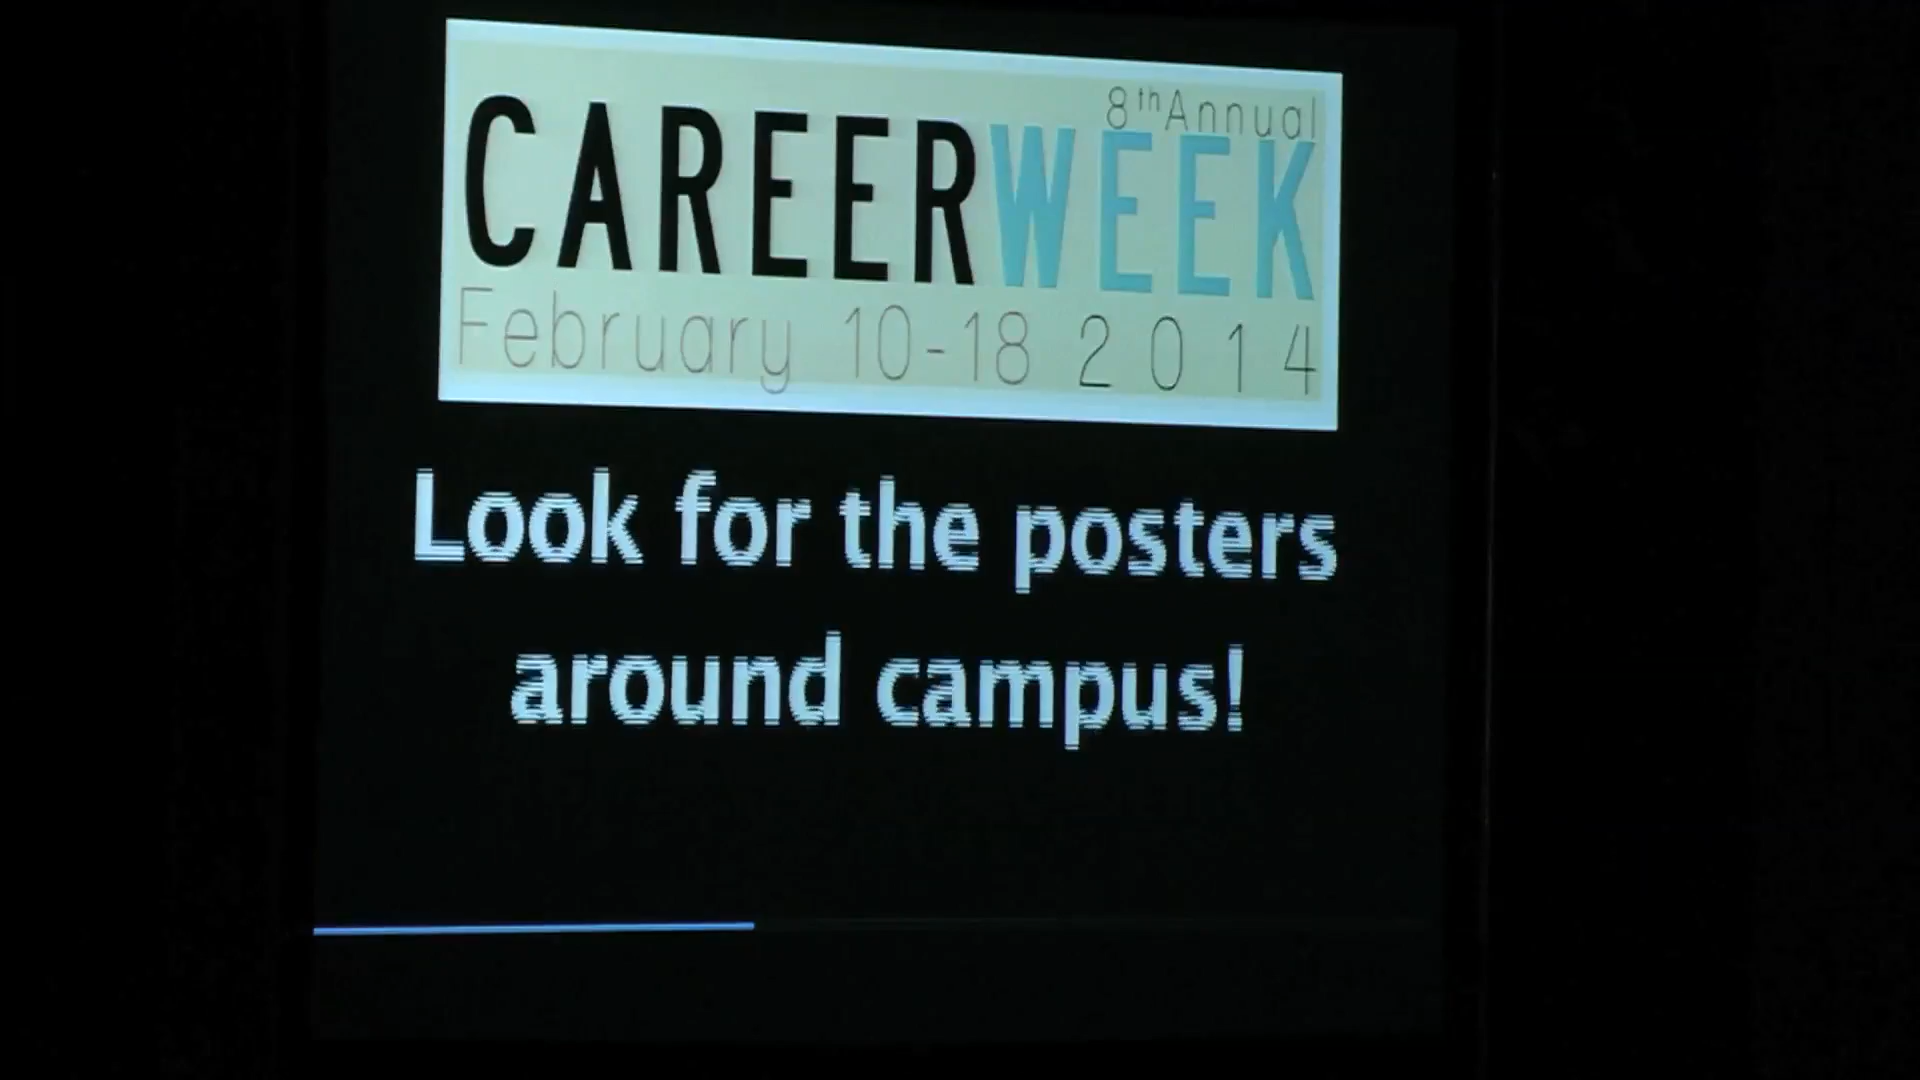 8th Annual
CAREERWEEK
February 10-18 2014
Look for the posters
around campus!